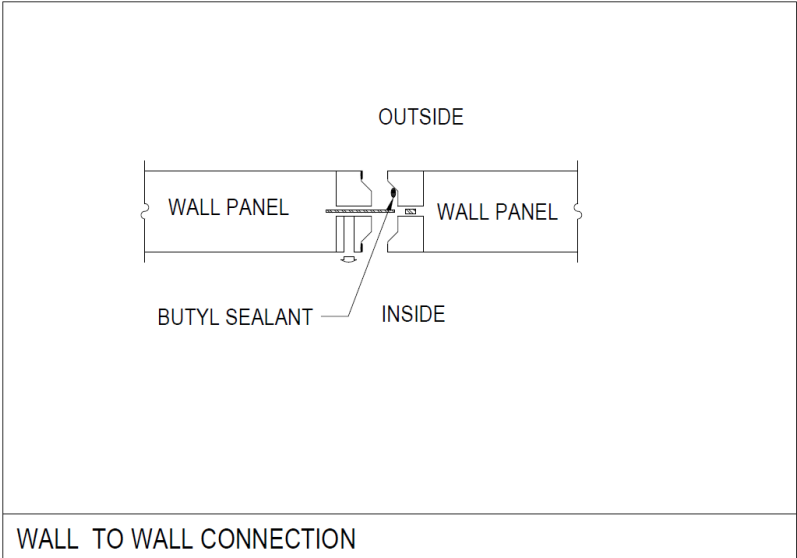 OUTSIDE
WALL PANEL
WALL PANEL
BUTYL SEALANT
INSIDE
WALL TO WALL CONNECTION